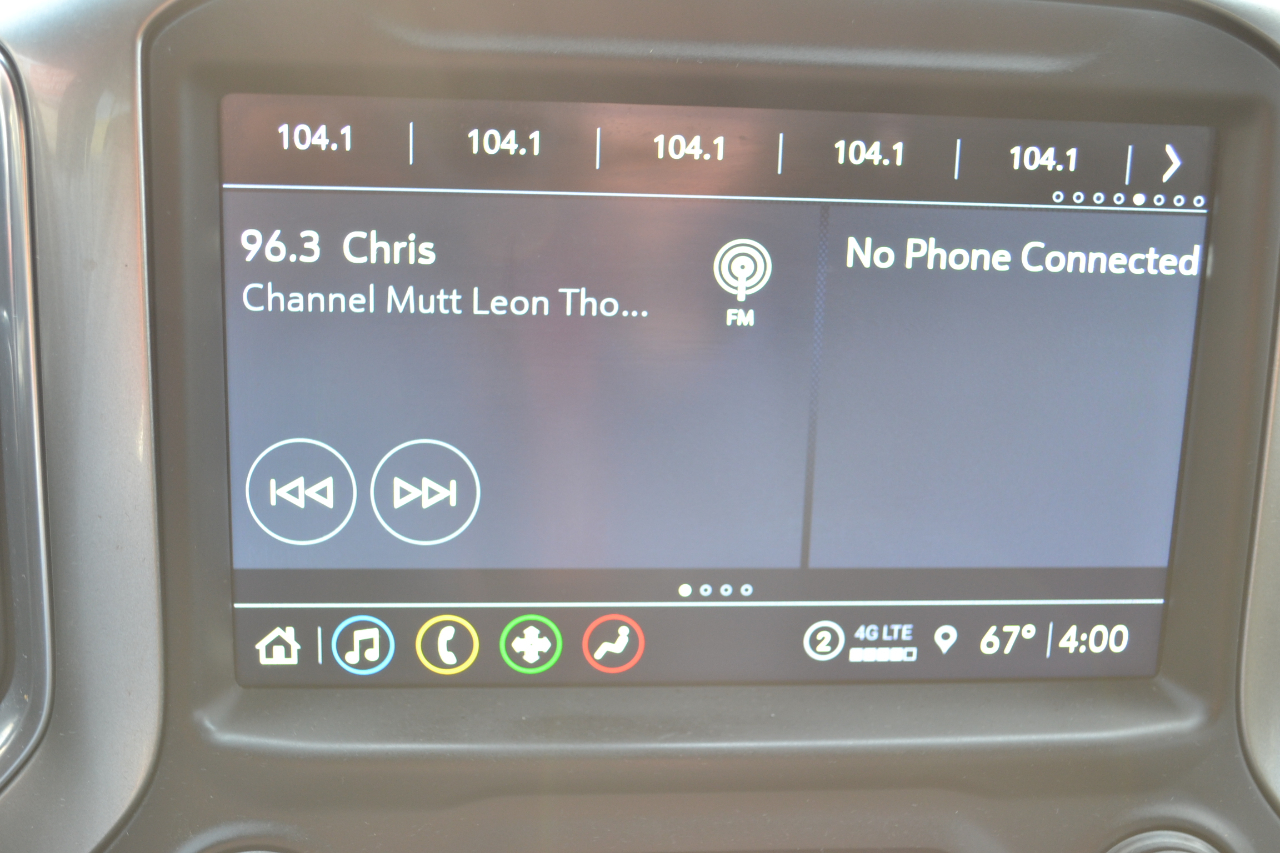 104.1 | 104.1 | 104.1 | 104.1 | 104.1 |
96.3 Chris
Channel Mutt Leon Tho...
FM
No Phone Connected
2 4G LTE 67° | 4:00